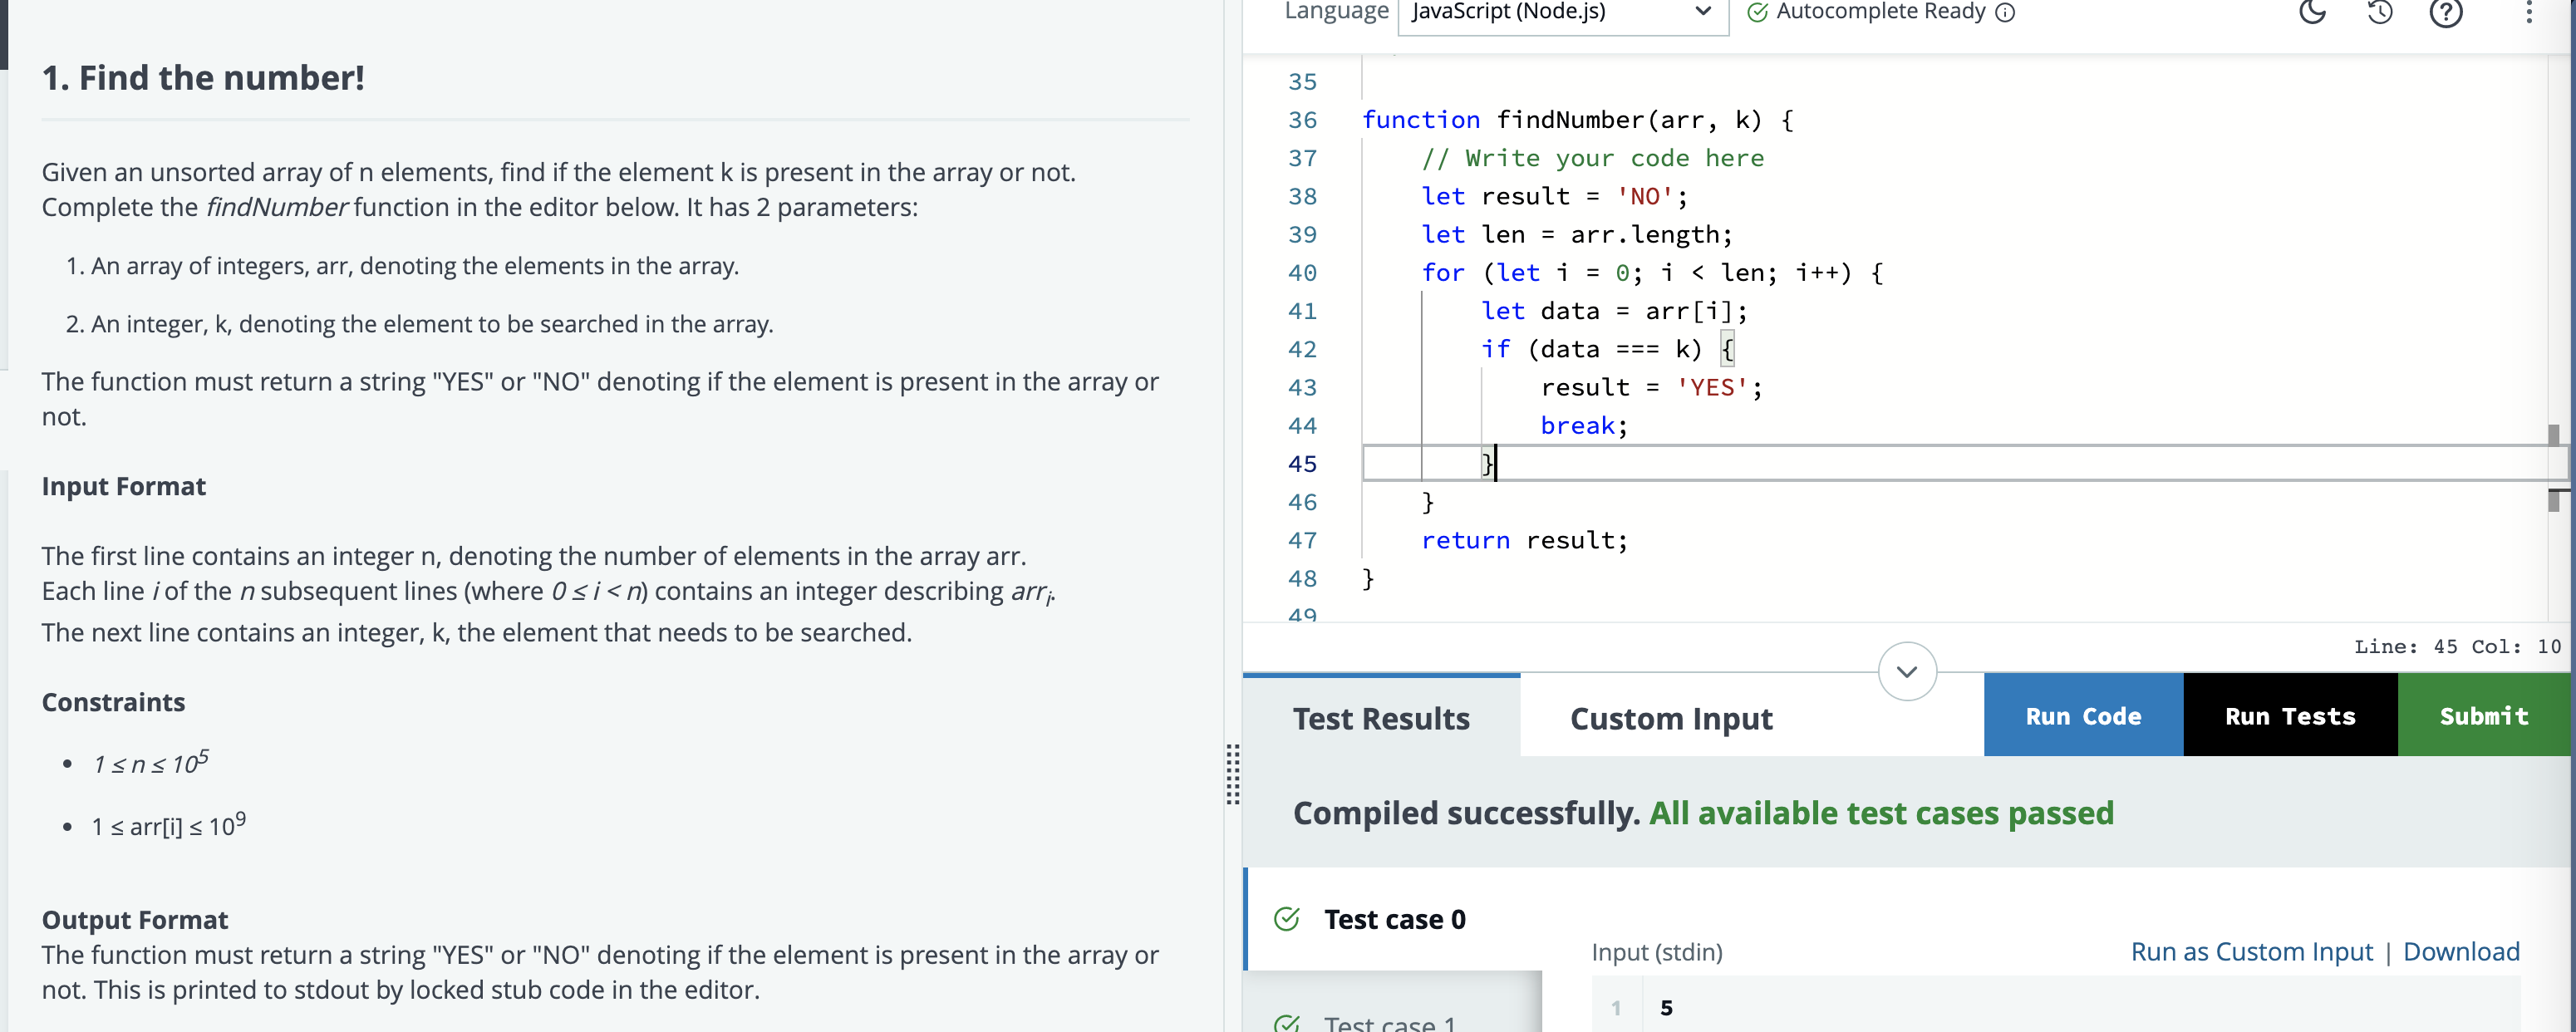 1. Find the number!
Given an unsorted array of n elements, find if the element k is present in the array or not.
Complete the findNumber function in the editor below. It has 2 parameters:
1. An array of integers, arr, denoting the elements in the array.
2. An integer, k, denoting the element to be searched in the array.
The function must return a string "YES" or "NO" denoting if the element is present in the array or
not.
Input Format
The first line contains an integer n, denoting the number of elements in the array arr.
Each line i of the n subsequent lines (where 0 ≤ i < n) contains an integer describing arrᵢ.
The next line contains an integer, k, the element that needs to be searched.
Constraints
• 1 ≤ n ≤ 10⁵
• 1 ≤ arr[i] ≤ 10⁹
Output Format
The function must return a string "YES" or "NO" denoting if the element is present in the array or
not. This is printed to stdout by locked stub code in the editor.
Language JavaScript (Node.js) Autocomplete Ready
35
36 function findNumber(arr, k) {
37 // Write your code here
38 let result = 'NO';
39 let len = arr.length;
40 for (let i = 0; i < len; i++) {
41 let data = arr[i];
42 if (data === k) {
43 result = 'YES';
44 break;
45 }
46 }
47 return result;
48 }
49
Line: 45 Col: 10
Test Results Custom Input Run Code Run Tests Submit
Compiled successfully. All available test cases passed
Test case 0
Input (stdin) Run as Custom Input | Download
1 5
Test case 1